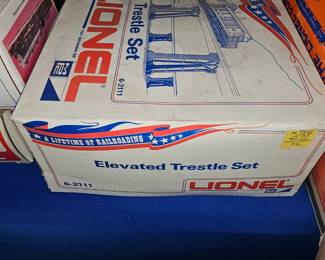 Trestle Set
6-2111
LIONEL
A LIFETIME OF RAILROADING
Elevated Trestle Set
6-2111
LIONEL